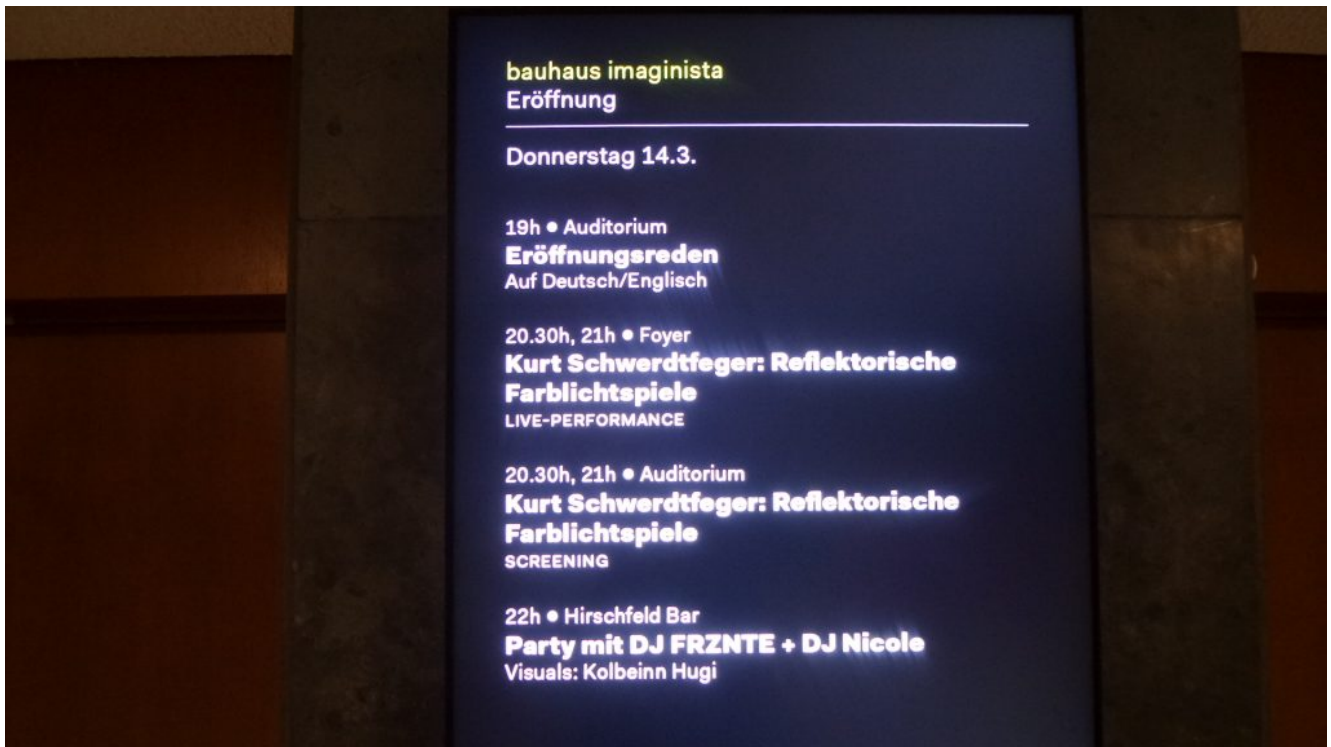 bauhaus imaginista
Eröffnung
Donnerstag 14.3.
19h • Auditorium
Eröffnungsreden
Auf Deutsch/Englisch
20.30h, 21h • Foyer
Kurt Schwerdtfeger: Reflektorische
Farblichtspiele
LIVE-PERFORMANCE
20.30h, 21h • Auditorium
Kurt Schwerdtfeger: Reflektorische
Farblichtspiele
SCREENING
22h • Hirschfeld Bar
Party mit DJ FRZNTE + DJ Nicole
Visuals: Kolbeinn Hugi